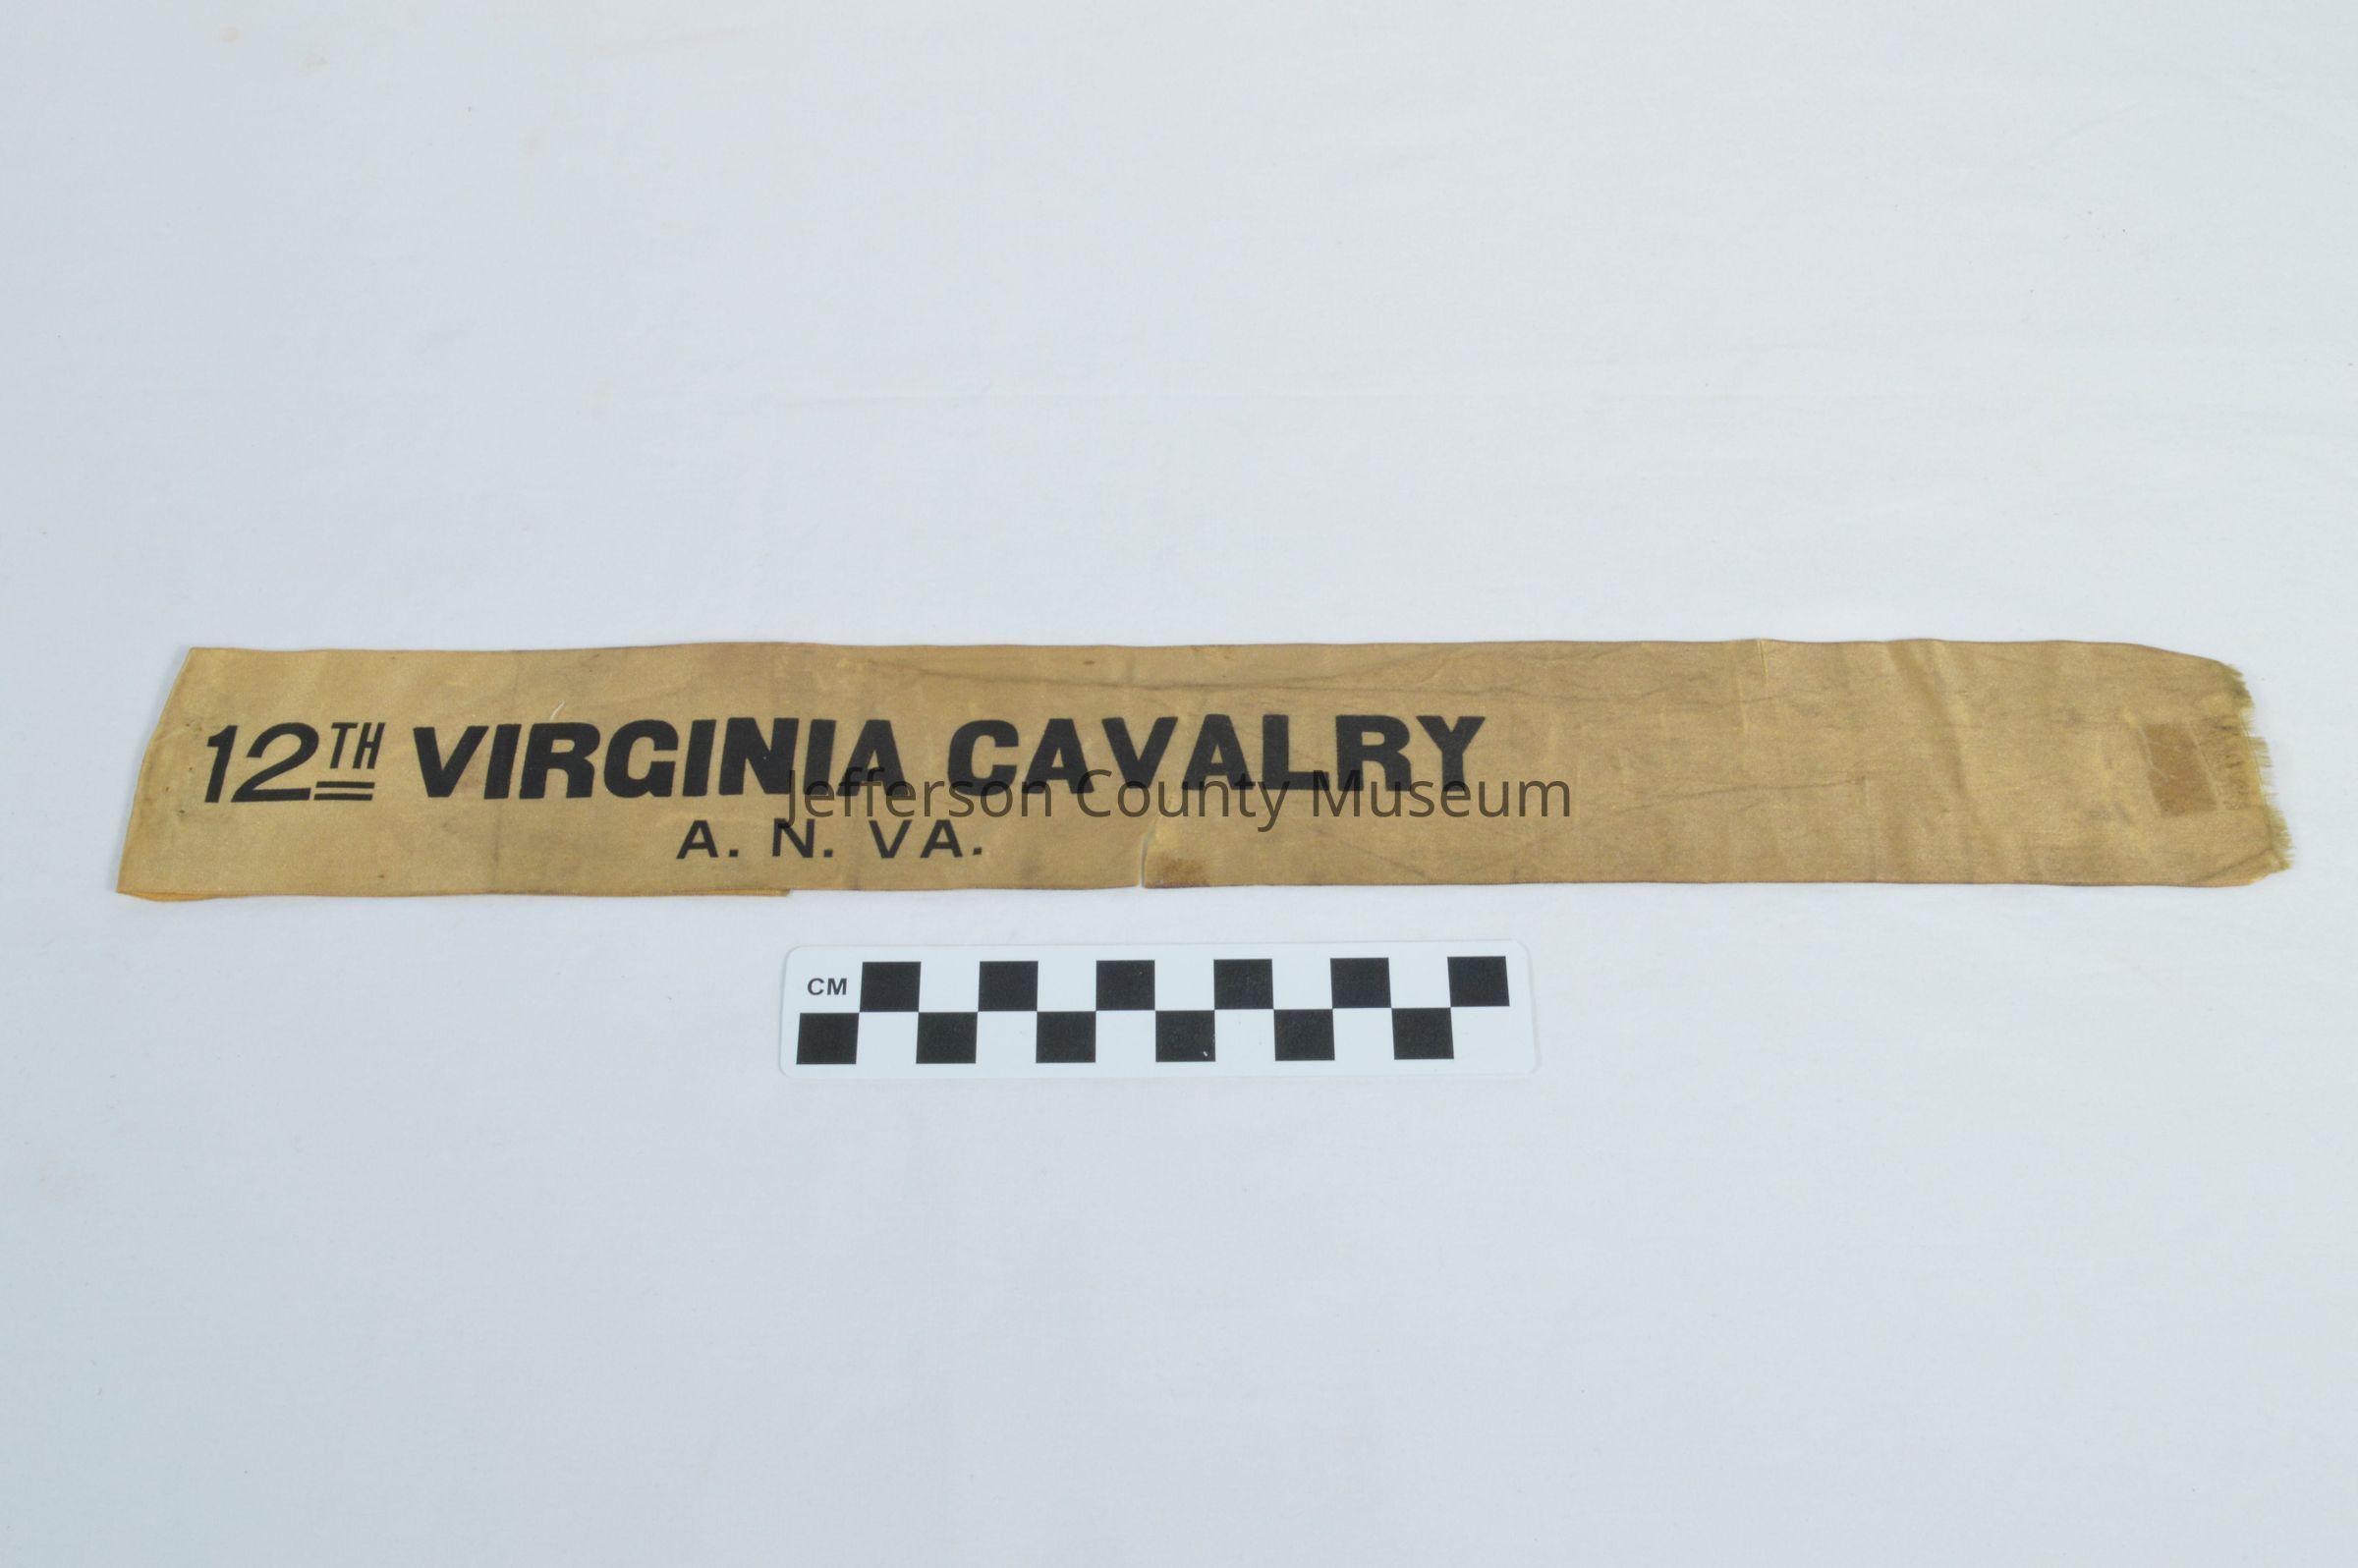 12TH VIRGINIA CAVALRY
A. N. VA.
Jefferson County Museum
CM